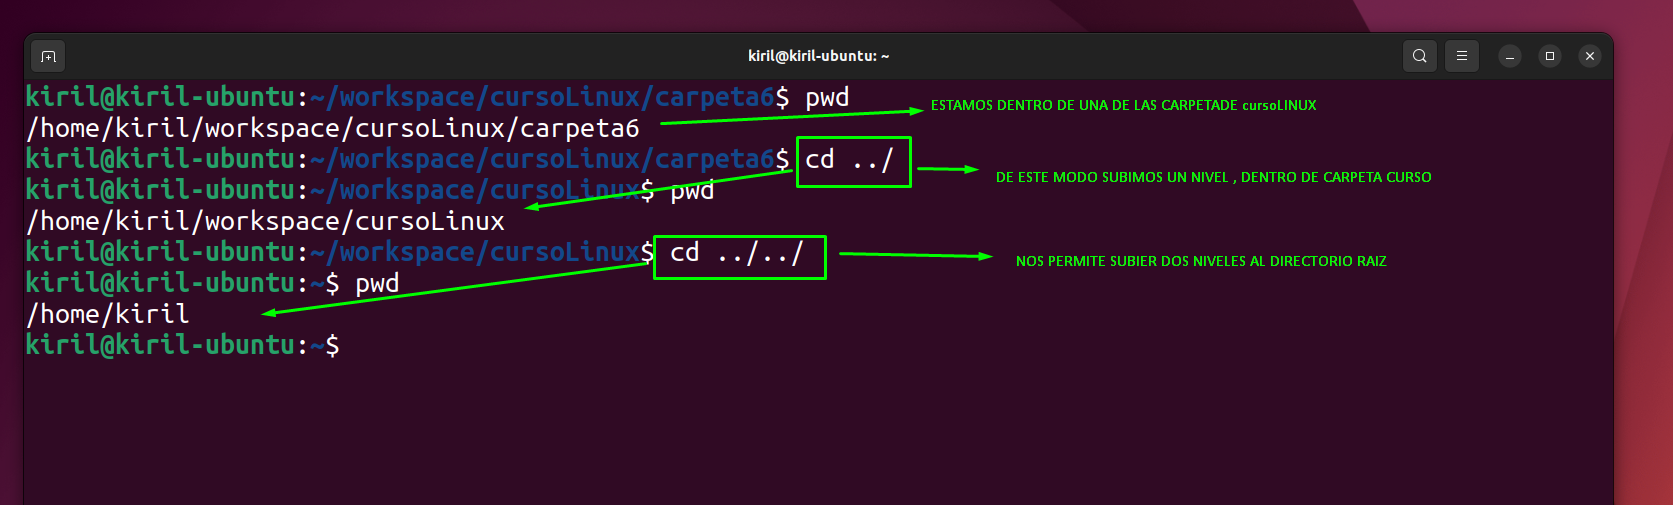 kiril@kiril-ubuntu: ~
kiril@kiril-ubuntu:~/workspace/cursoLinux/carpeta6$ pwd
ESTAMOS DENTRO DE UNA DE LAS CARPETADE cursoLINUX
/home/kiril/workspace/cursoLinux/carpeta6
kiril@kiril-ubuntu:~/workspace/cursoLinux/carpeta6$ cd ../
DE ESTE MODO SUBIMOS UN NIVEL , DENTRO DE CARPETA CURSO
kiril@kiril-ubuntu:~/workspace/cursoLinux$ pwd
/home/kiril/workspace/cursoLinux
kiril@kiril-ubuntu:~/workspace/cursoLinux$ cd ../../
NOS PERMITE SUBIER DOS NIVELES AL DIRECTORIO RAIZ
kiril@kiril-ubuntu:~$ pwd
/home/kiril
kiril@kiril-ubuntu:~$